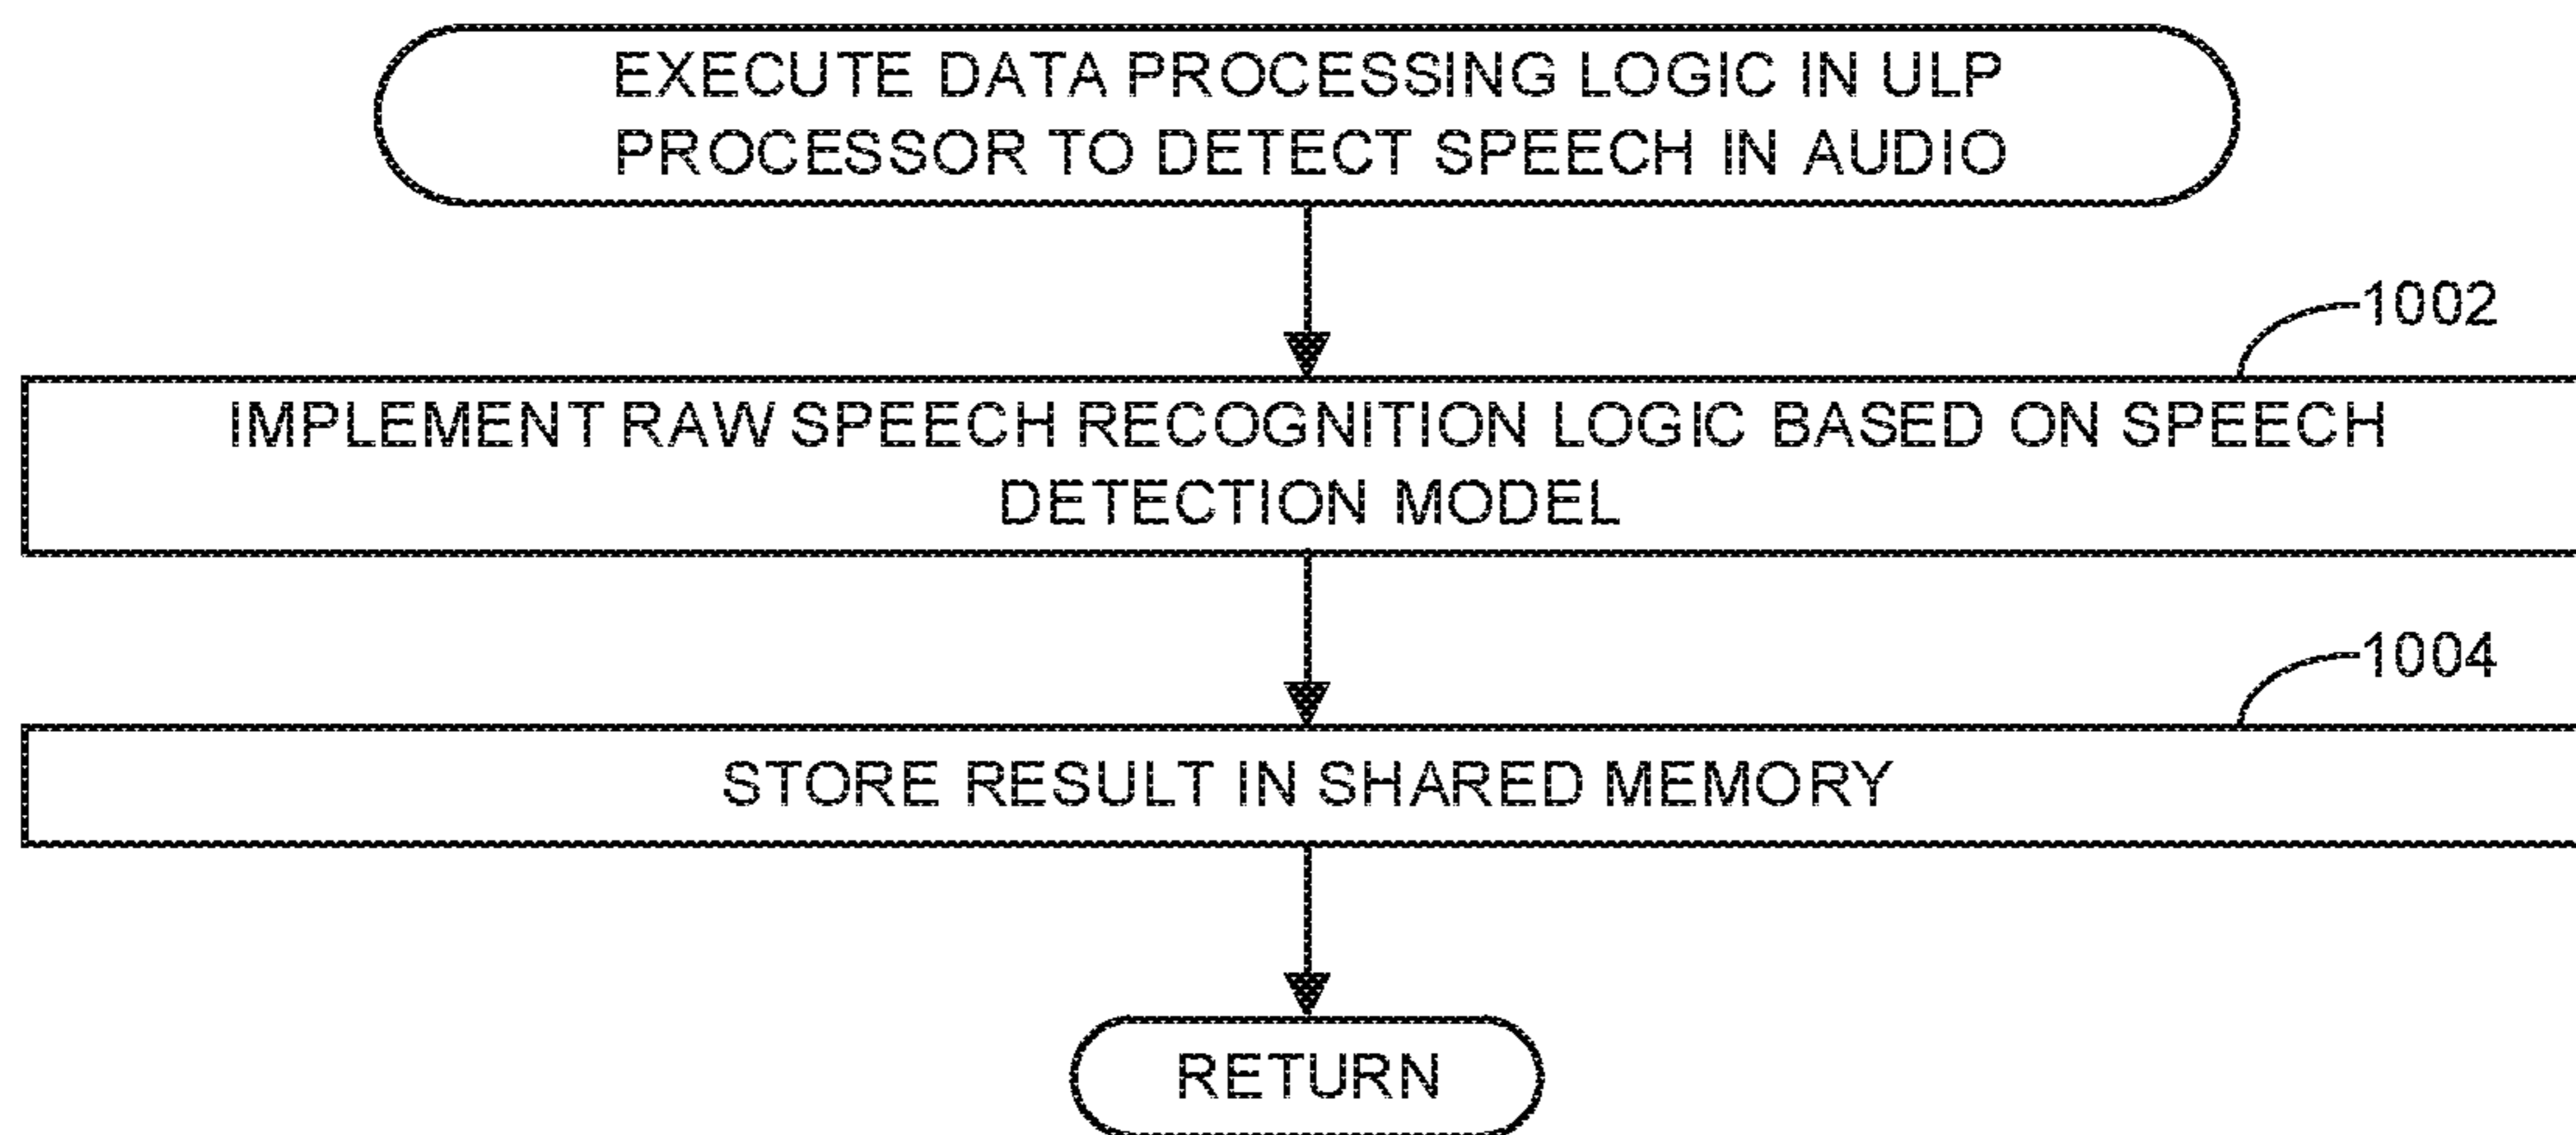 EXECUTE DATA PROCESSING LOGIC IN ULP
PROCESSOR TO DETECT SPEECH IN AUDIO
1002
IMPLEMENT RAW SPEECH RECOGNITION LOGIC BASED ON SPEECH
DETECTION MODEL
1004
STORE RESULT IN SHARED MEMORY
RETURN